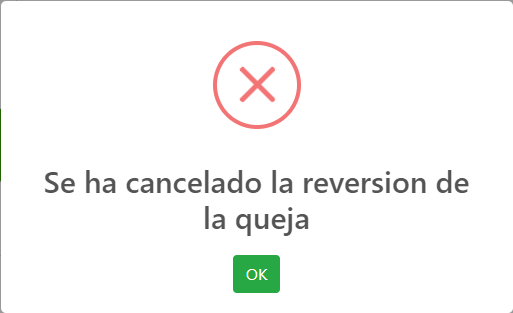 Se ha cancelado la reversion de
la queja
OK